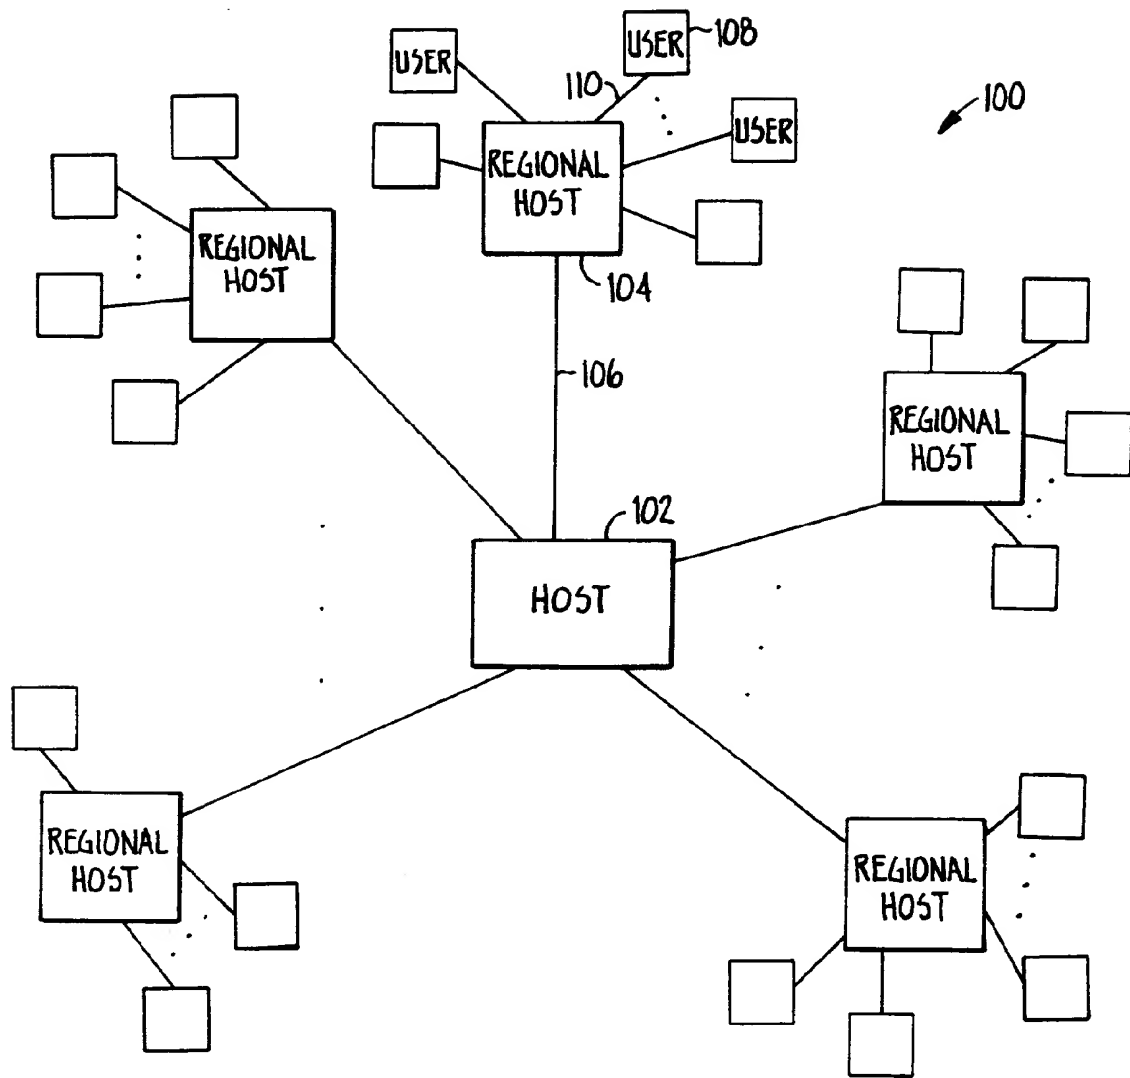 USER
USER
108
110
100
USER
REGIONAL
HOST
REGIONAL
HOST
104
106
REGIONAL
HOST
102
HOST
REGIONAL
HOST
REGIONAL
HOST